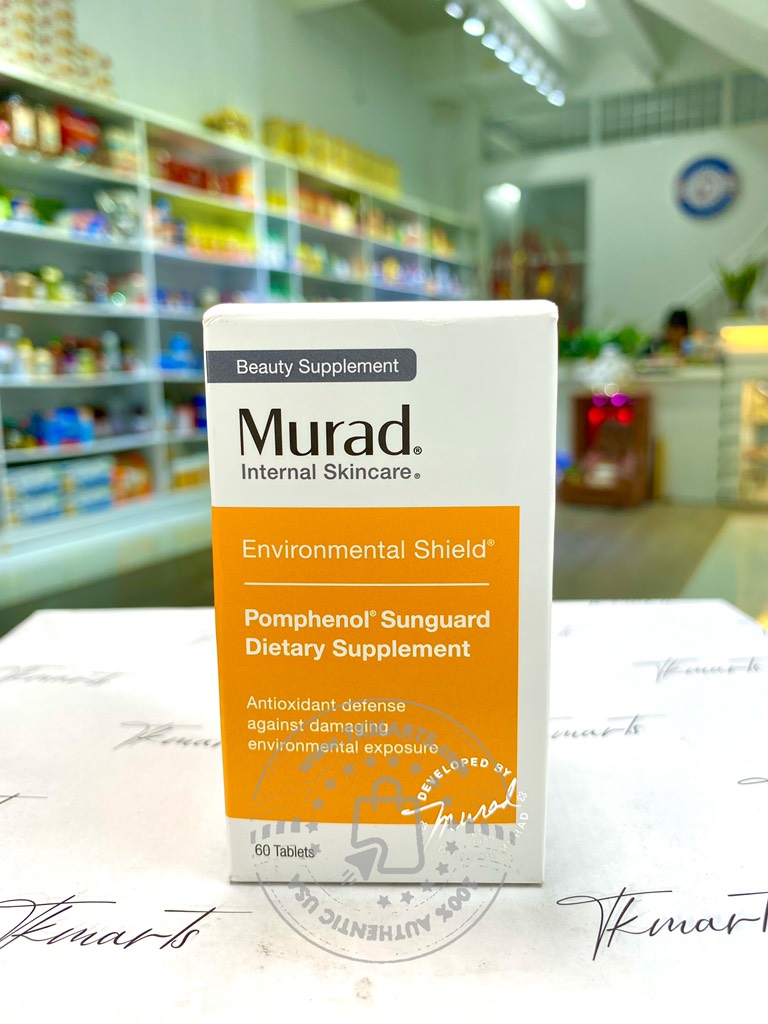 Beauty Supplement
Murad®
Internal Skincare®
Environmental Shield®
Pomphenol® Sunguard
Dietary Supplement
Antioxidant defense
against damaging
environmental exposure
DEVELOPED BY
Murad
60 Tablets
100% AUTHENTIC USA
Tkmarts
Tkmarts
Tkmarts
Tkmarts